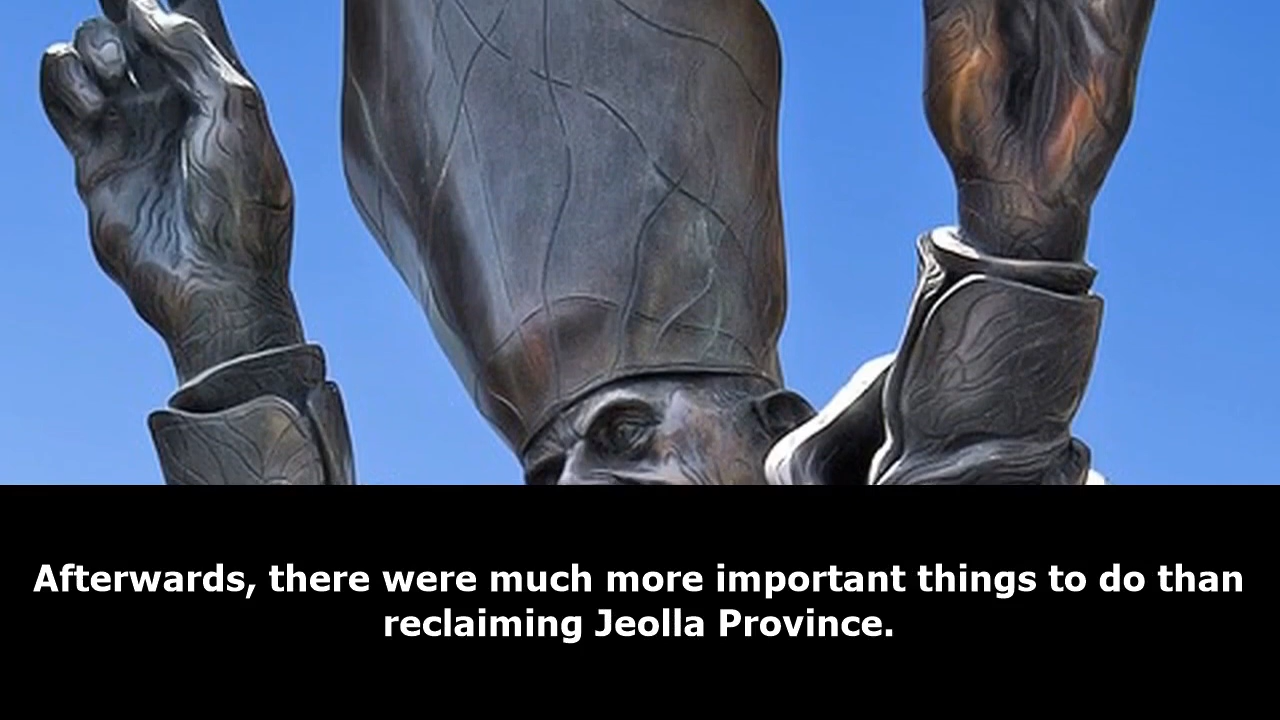 Afterwards, there were much more important things to do than
reclaiming Jeolla Province.